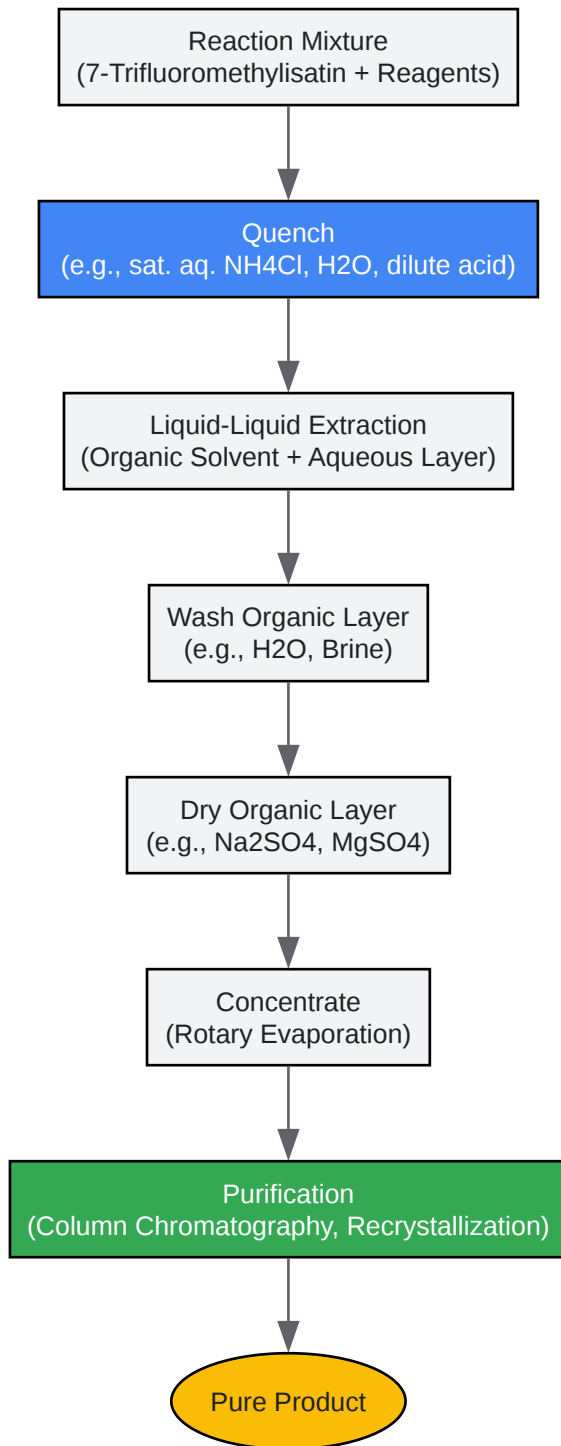 Reaction Mixture
(7-Trifluoromethylisatin + Reagents)
Quench
(e.g., sat. aq. NH4Cl, H2O, dilute acid)
Liquid-Liquid Extraction
(Organic Solvent + Aqueous Layer)
Wash Organic Layer
(e.g., H2O, Brine)
Dry Organic Layer
(e.g., Na2SO4, MgSO4)
Concentrate
(Rotary Evaporation)
Purification
(Column Chromatography, Recrystallization)
Pure Product